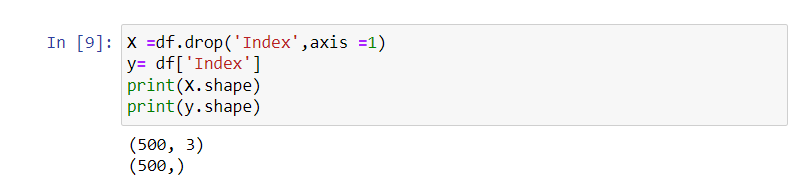 In [9]: X =df.drop('Index',axis =1)
y= df['Index']
print(X.shape)
print(y.shape)
(500, 3)
(500,)